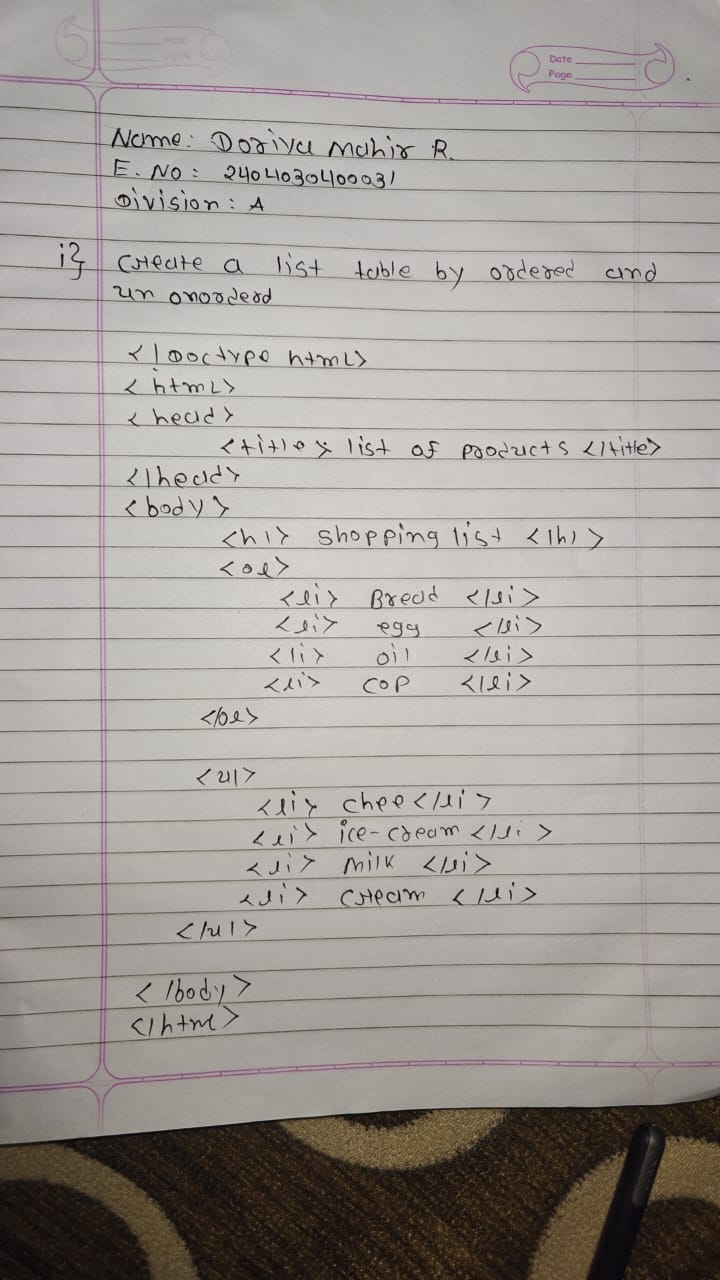 Date
Page
Name: Doriya Mahir R.
E. No: 2404030400031
Division: A
i} Create a list table by ordered and
un onorderd
<!Doctype html>
<html>
<head>
<title> list of products </title>
</head>
<body>
<h1> shopping list </h1>
<ol>
<li> Bread </li>
<li> egg </li>
<li> oil </li>
<li> cop </li>
</ol>
<ul>
<li> chee </li>
<li> ice-cream </li>
<li> milk </li>
<li> cream </li>
</ul>
</body>
</html>